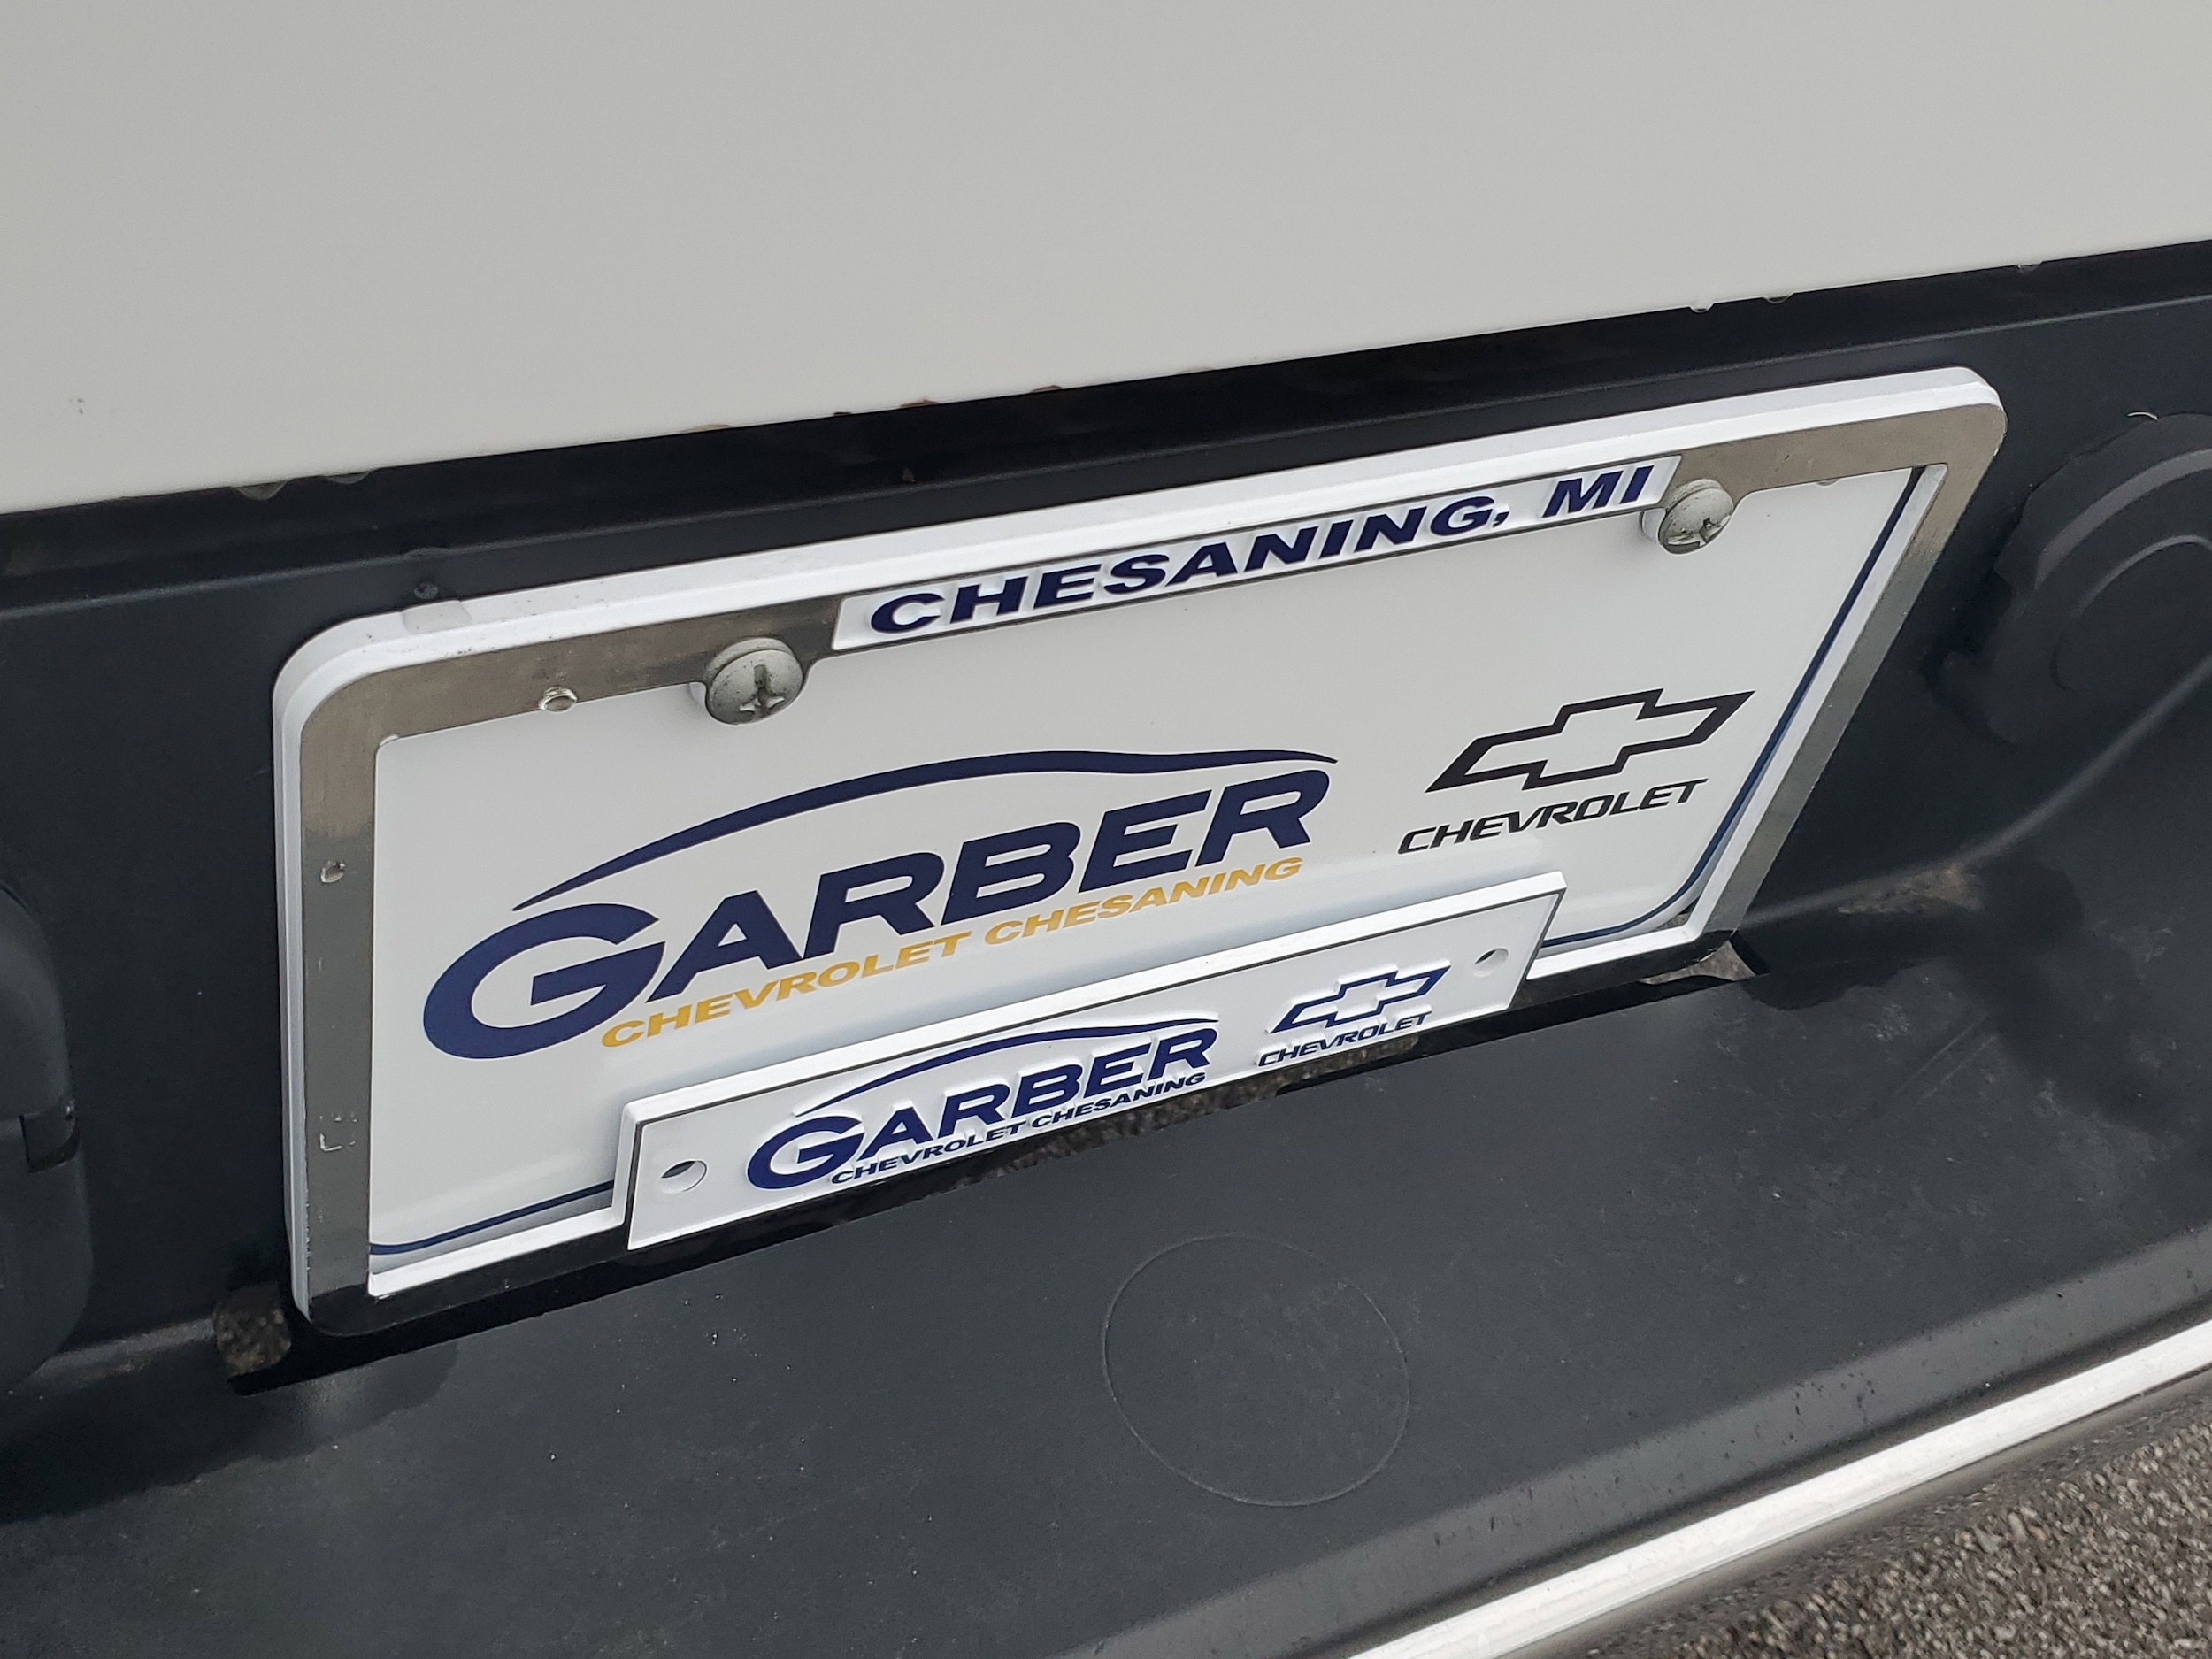 CHESANING, MI
GARBER
CHEVROLET CHESANING
CHEVROLET
GARBER
CHEVROLET CHESANING
CHEVROLET